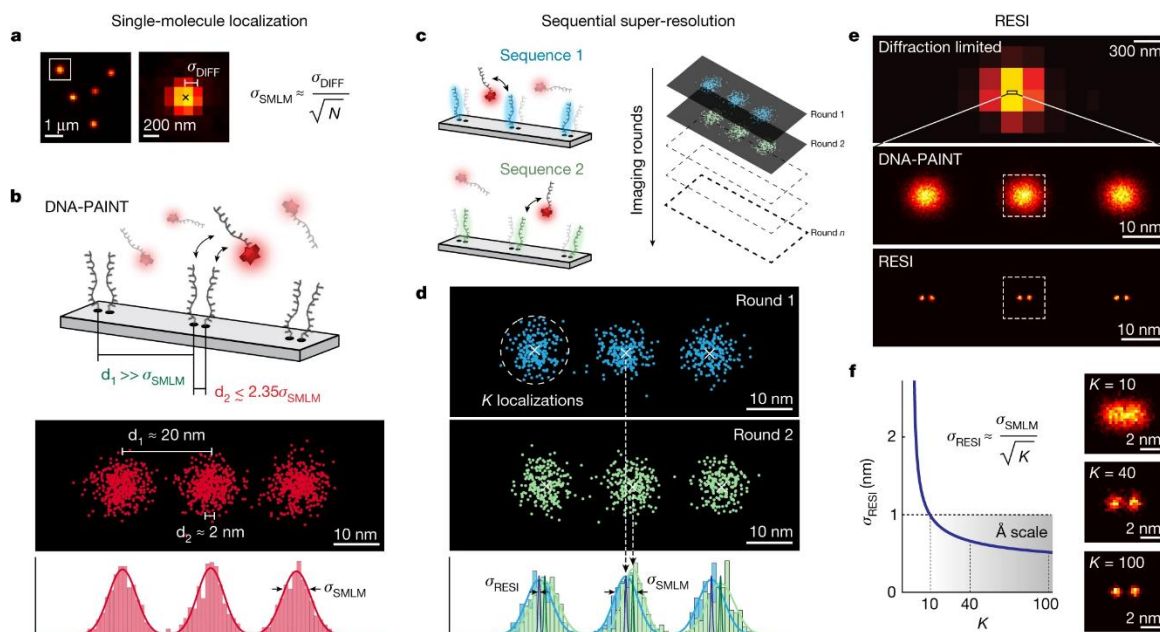 Single-molecule localization
Sequential super-resolution
RESI
a
σDIFF
1 μm
200 nm
σSMLM ≈ σDIFF / √N
b
DNA-PAINT
d1 >> σSMLM
d2 ≤ 2.35σSMLM
d1 ≈ 20 nm
d2 ≈ 2 nm
10 nm
σSMLM
c
Sequence 1
Sequence 2
Imaging rounds
Round 1
Round 2
Round n
d
Round 1
K localizations
10 nm
Round 2
10 nm
σRESI
σSMLM
e
Diffraction limited
300 nm
DNA-PAINT
10 nm
RESI
10 nm
f
σRESI (nm)
2
1
σRESI ≈ σSMLM / √K
Å scale
10
40
100
K
K = 10
2 nm
K = 40
2 nm
K = 100
2 nm